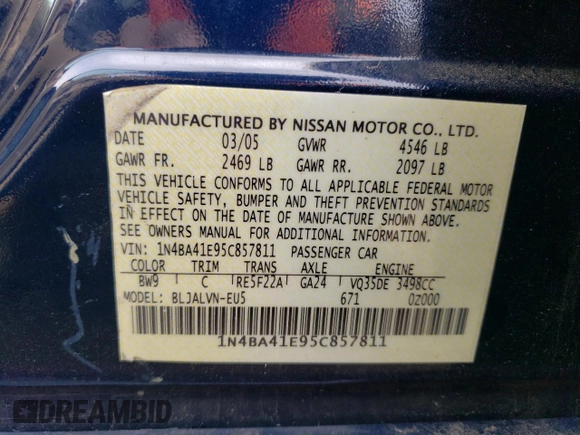 MANUFACTURED BY NISSAN MOTOR CO., LTD.
DATE 03/05 GVWR 4546 LB
GAWR FR. 2469 LB GAWR RR. 2097 LB
THIS VEHICLE CONFORMS TO ALL APPLICABLE FEDERAL MOTOR
VEHICLE SAFETY, BUMPER AND THEFT PREVENTION STANDARDS
IN EFFECT ON THE DATE OF MANUFACTURE SHOWN ABOVE.
SEE OWNERS MANUAL FOR ADDITIONAL INFORMATION.
VIN: 1N4BA41E95C857811 PASSENGER CAR
COLOR TRIM TRANS AXLE ENGINE
BW9 C RE5F22A GA24 VQ35DE 3498CC
MODEL: BLJALVN-EU5 671 0Z000
1N4BA41E95C857811
DREAMBID